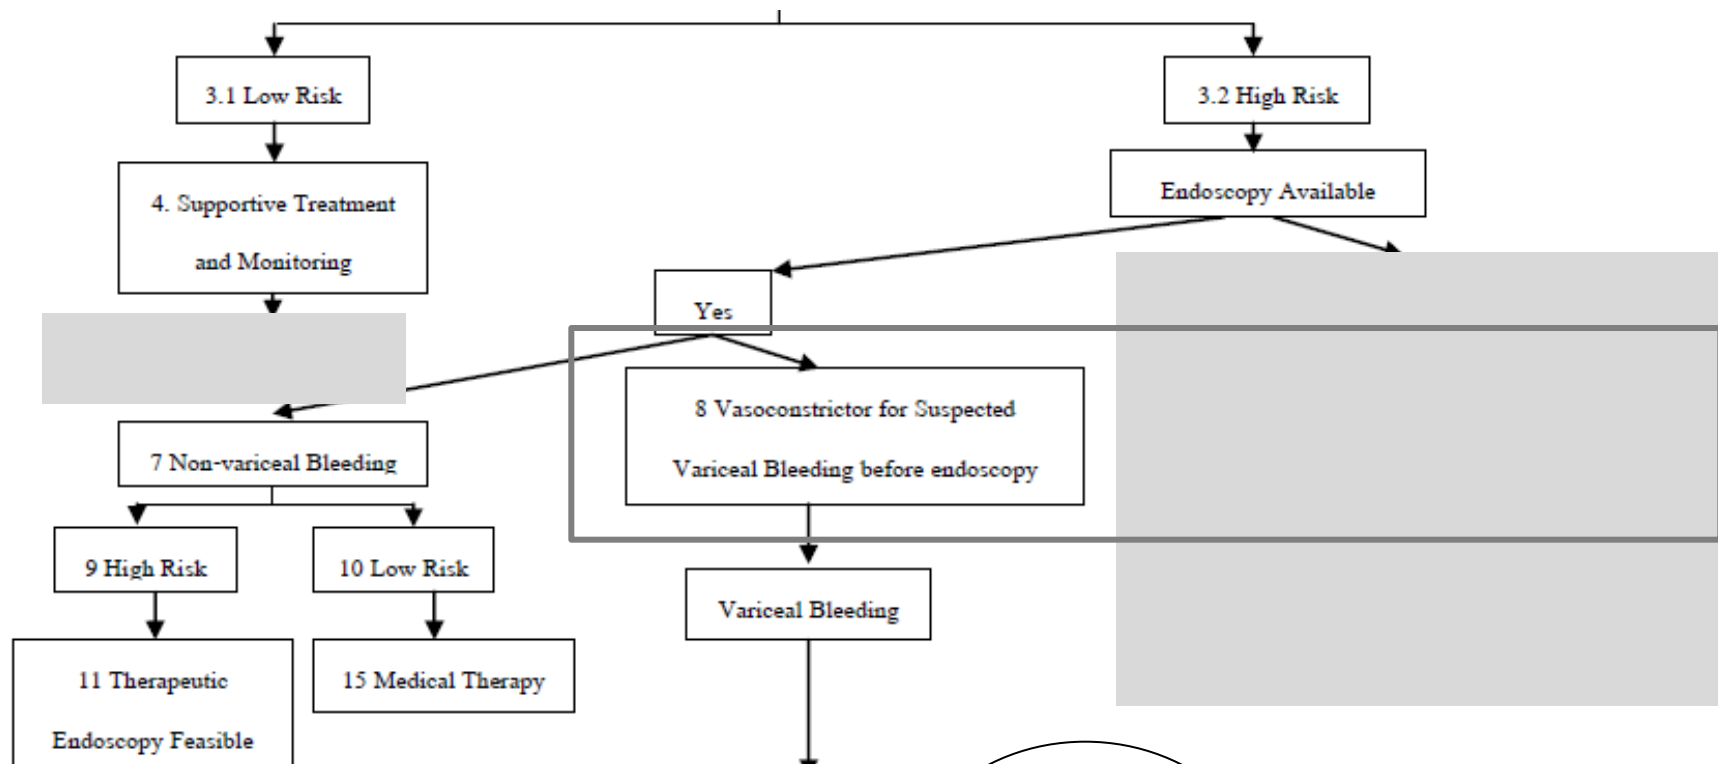 3.1 Low Risk
3.2 High Risk
4. Supportive Treatment
and Monitoring
Endoscopy Available
Yes
7 Non-variceal Bleeding
8 Vasoconstrictor for Suspected
Variceal Bleeding before endoscopy
9 High Risk
10 Low Risk
Variceal Bleeding
11 Therapeutic
Endoscopy Feasible
15 Medical Therapy